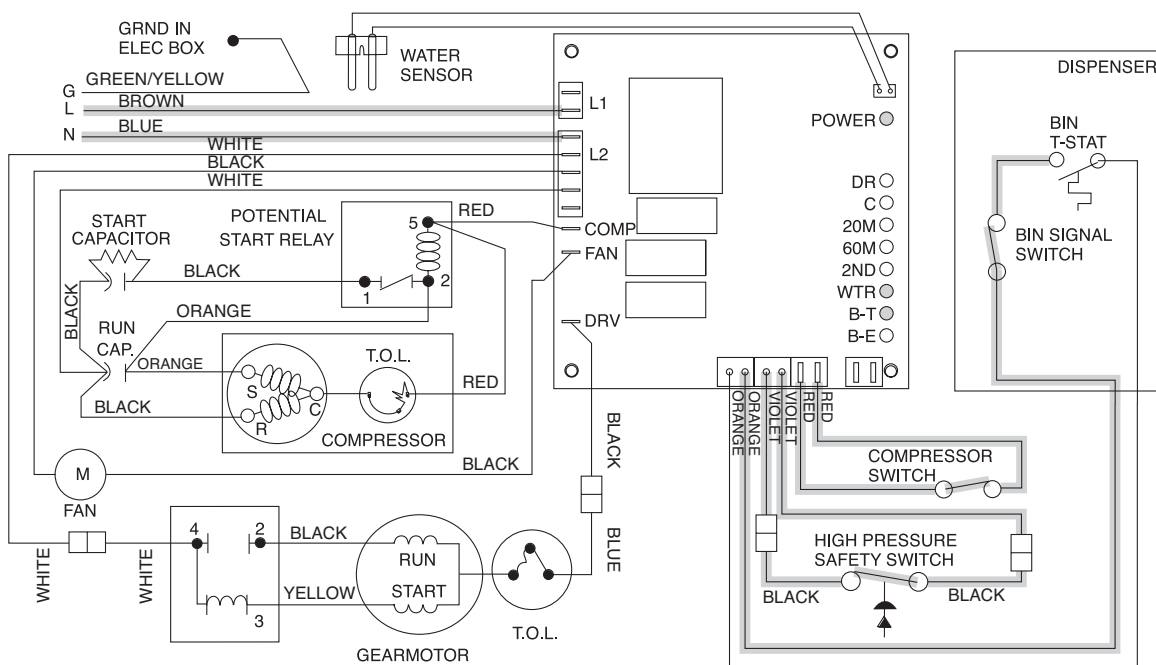 GRND IN
ELEC BOX
WATER
SENSOR
DISPENSER
GREEN/YELLOW
G
BROWN
L
L1
BLUE
N
WHITE
L2
BLACK
WHITE
POWER
BIN
T-STAT
DR
C
20M
60M
2ND
WTR
B-T
B-E
BIN SIGNAL
SWITCH
POTENTIAL
START RELAY
5
RED
COMP
FAN
DRV
START
CAPACITOR
BLACK
1
2
BLACK
ORANGE
RUN
CAP.
ORANGE
T.O.L.
S
C
R
RED
BLACK
COMPRESSOR
ORANGE
ORANGE
VIOLET
VIOLET
RED
RED
BLACK
M
FAN
BLACK
COMPRESSOR
SWITCH
HIGH PRESSURE
SAFETY SWITCH
BLACK
BLACK
WHITE
WHITE
4
2
3
BLACK
YELLOW
RUN
START
GEARMOTOR
T.O.L.
BLUE